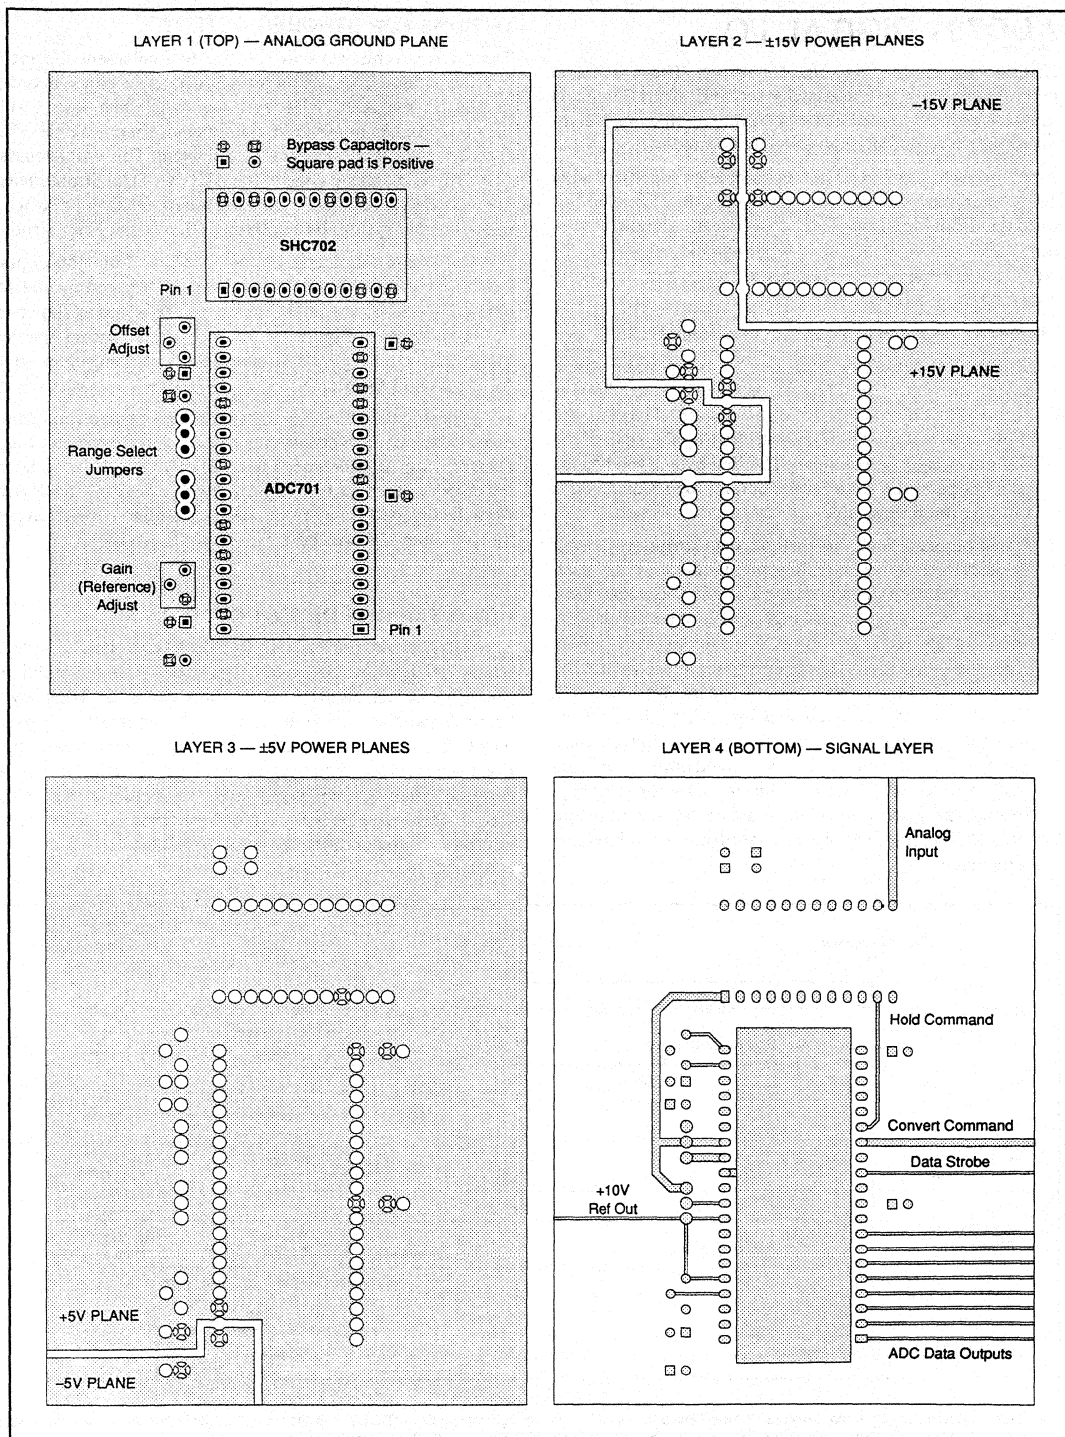 LAYER 1 (TOP) — ANALOG GROUND PLANE
Bypass Capacitors —
Square pad is Positive
SHC702
Pin 1
Offset
Adjust
Range Select
Jumpers
ADC701
Gain
(Reference)
Adjust
Pin 1
LAYER 2 — ±15V POWER PLANES
–15V PLANE
+15V PLANE
LAYER 3 — ±5V POWER PLANES
+5V PLANE
–5V PLANE
LAYER 4 (BOTTOM) — SIGNAL LAYER
Analog
Input
Hold Command
Convert Command
Data Strobe
+10V
Ref Out
ADC Data Outputs